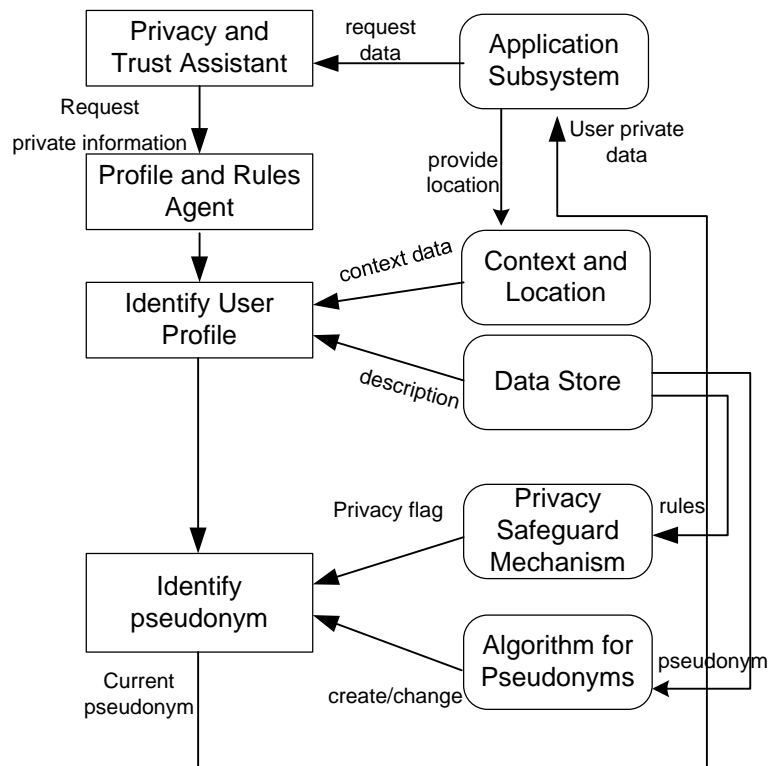 Privacy and
Trust Assistant
request
data
Application
Subsystem
Request
private information
User private
data
provide
location
Profile and Rules
Agent
context data
Context and
Location
Identify User
Profile
description
Data Store
Privacy flag
Privacy
Safeguard
Mechanism
rules
Identify
pseudonym
Algorithm for
Pseudonyms
pseudonym
Current
pseudonym
create/change